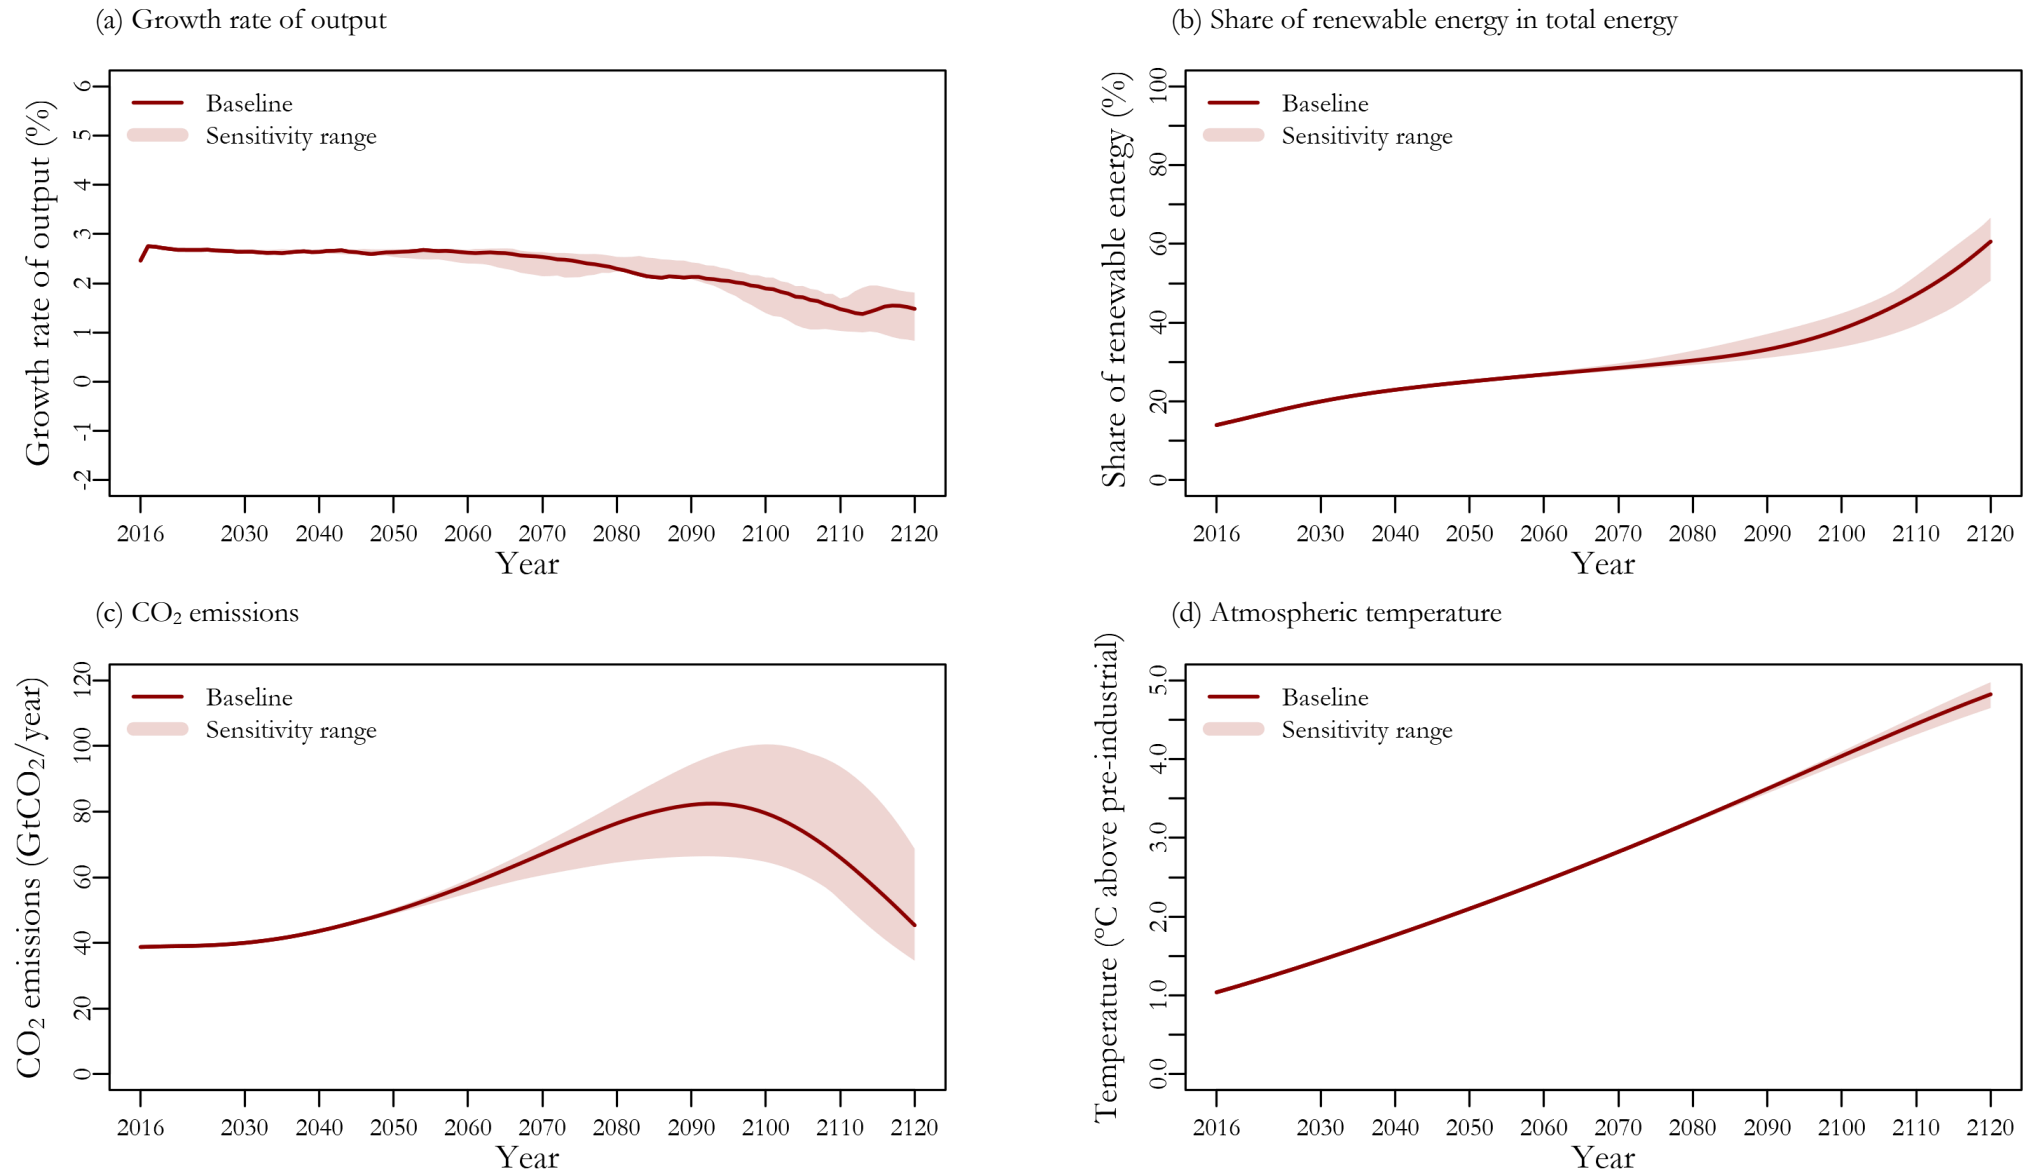 (a) Growth rate of output
Growth rate of output (%)
6
5
4
3
2
1
0
-1
-2
Baseline
Sensitivity range
2016 2030 2040 2050 2060 2070 2080 2090 2100 2110 2120
Year
(b) Share of renewable energy in total energy
Share of renewable energy (%)
100
80
60
40
20
0
Baseline
Sensitivity range
2016 2030 2040 2050 2060 2070 2080 2090 2100 2110 2120
Year
(c) CO₂ emissions
CO₂ emissions (GtCO₂/year)
120
100
80
60
40
20
0
Baseline
Sensitivity range
2016 2030 2040 2050 2060 2070 2080 2090 2100 2110 2120
Year
(d) Atmospheric temperature
Temperature (°C above pre-industrial)
5.0
4.0
3.0
2.0
1.0
0.0
Baseline
Sensitivity range
2016 2030 2040 2050 2060 2070 2080 2090 2100 2110 2120
Year